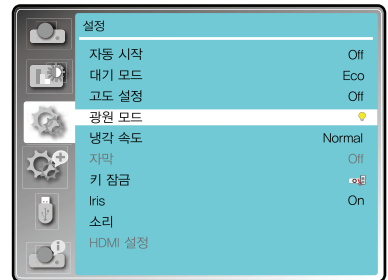 설정
자동 시작 Off
대기 모드 Eco
고도 설정 Off
광원 모드
냉각 속도 Normal
자막 Off
키 잠금
Iris On
소리
HDMI 설정